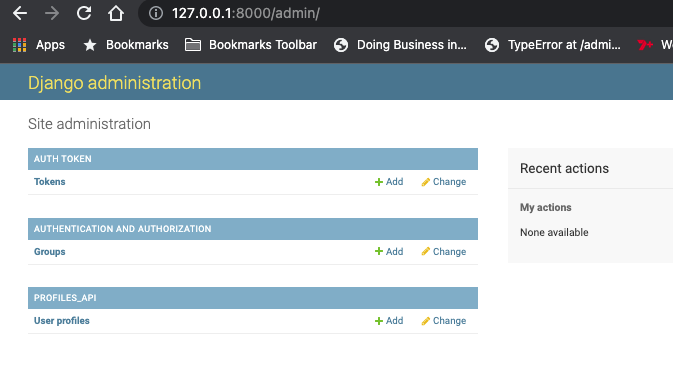 127.0.0.1:8000/admin/
Apps Bookmarks Bookmarks Toolbar Doing Business in... TypeError at /admi...
Django administration
Site administration
AUTH TOKEN
Tokens Add Change
AUTHENTICATION AND AUTHORIZATION
Groups Add Change
PROFILES_API
User profiles Add Change
Recent actions
My actions
None available